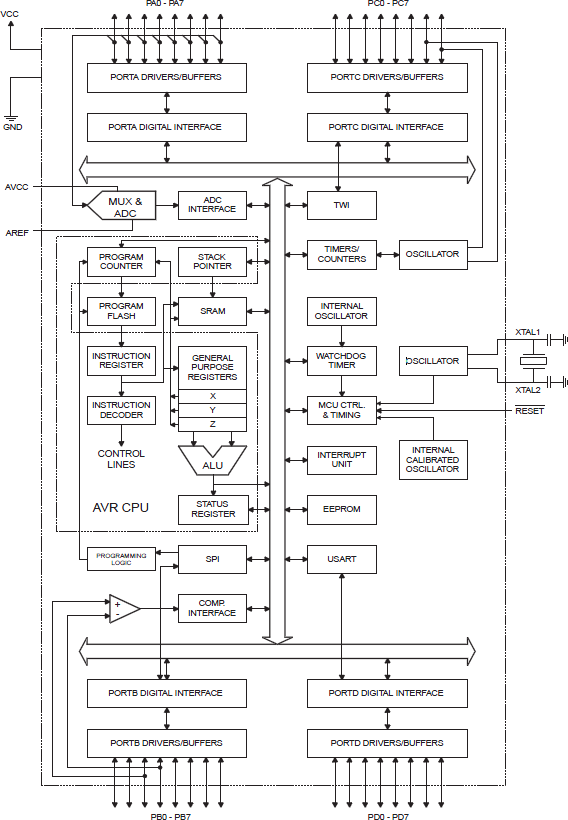 PA0 - PA7
PC0 - PC7
VCC
GND
PORTA DRIVERS/BUFFERS
PORTC DRIVERS/BUFFERS
PORTA DIGITAL INTERFACE
PORTC DIGITAL INTERFACE
AVCC
AREF
MUX &
ADC
ADC
INTERFACE
TWI
PROGRAM
COUNTER
STACK
POINTER
TIMERS/
COUNTERS
OSCILLATOR
PROGRAM
FLASH
SRAM
INTERNAL
OSCILLATOR
XTAL1
INSTRUCTION
REGISTER
GENERAL
PURPOSE
REGISTERS
WATCHDOG
TIMER
OSCILLATOR
XTAL2
X
Y
Z
INSTRUCTION
DECODER
MCU CTRL.
& TIMING
RESET
CONTROL
LINES
ALU
INTERRUPT
UNIT
INTERNAL
CALIBRATED
OSCILLATOR
AVR CPU
STATUS
REGISTER
EEPROM
PROGRAMMING
LOGIC
SPI
USART
+
-
COMP.
INTERFACE
PORTB DIGITAL INTERFACE
PORTD DIGITAL INTERFACE
PORTB DRIVERS/BUFFERS
PORTD DRIVERS/BUFFERS
PB0 - PB7
PD0 - PD7